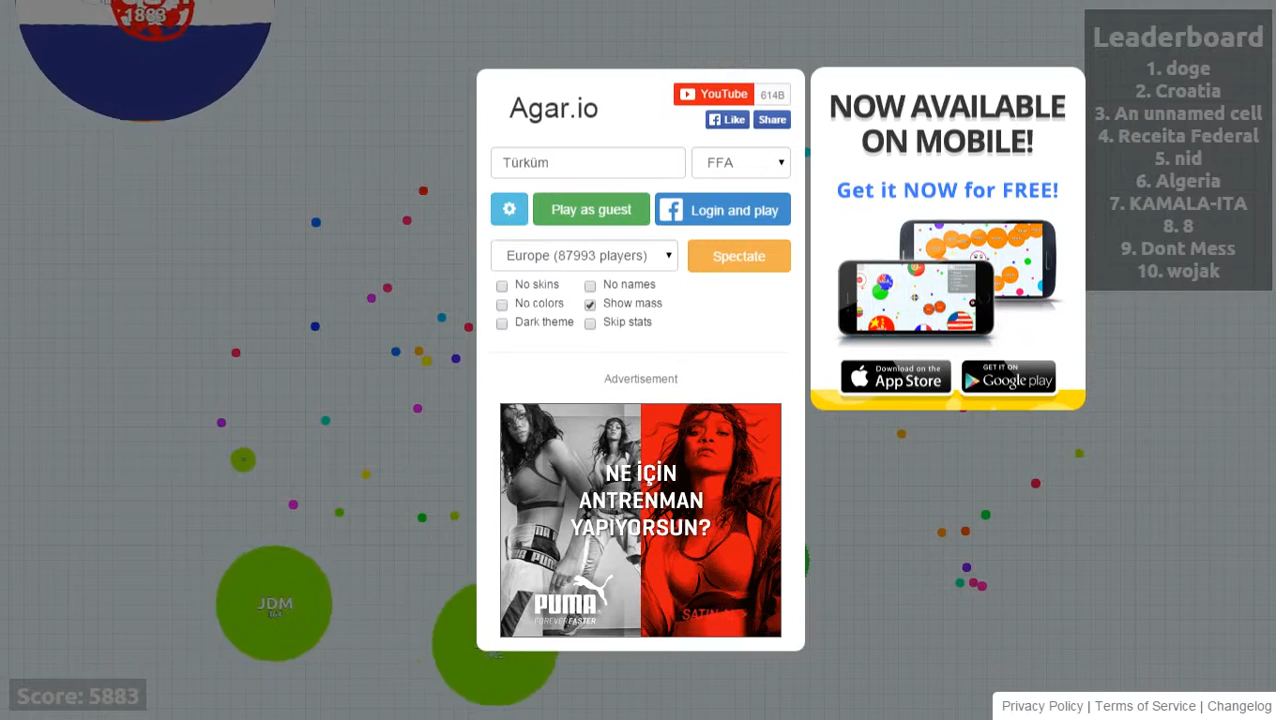 1803
Leaderboard
1. doge
2. Croatia
3. An unnamed cell
4. Receita Federal
5. nid
6. Algeria
7. KAMALA-ITA
8. 8
9. Dont Mess
10. wojak
Agar.io
YouTube 614B
Like Share
Türküm
FFA
Play as guest
Login and play
Europe (87993 players)
Spectate
No skins
No names
No colors
Show mass
Dark theme
Skip stats
Advertisement
NE İÇİN
ANTRENMAN
YAPIYORSUN?
PUMA
FOREVER FASTER
NOW AVAILABLE
ON MOBILE!
Get it NOW for FREE!
Download on the
App Store
GET IT ON
Google play
JDM
Score: 5883
Privacy Policy | Terms of Service | Changelog